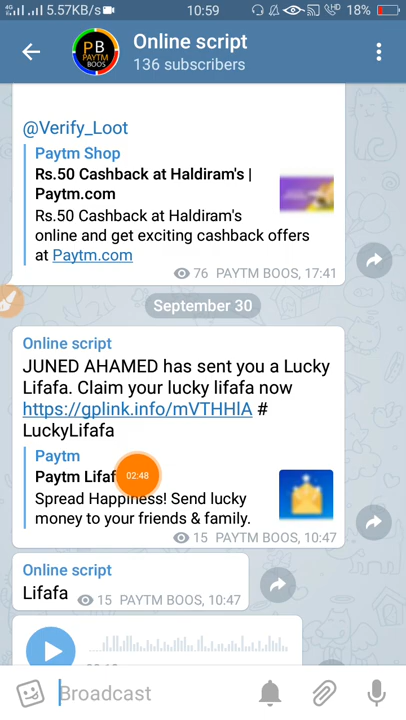 5.57KB/s 10:59 18%
PB
PAYTM
BOOS
Online script
136 subscribers
@Verify_Loot
Paytm Shop
Rs.50 Cashback at Haldiram's |
Paytm.com
Rs.50 Cashback at Haldiram's
online and get exciting cashback offers
at Paytm.com
76 PAYTM BOOS, 17:41
September 30
Online script
JUNED AHAMED has sent you a Lucky
Lifafa. Claim your lucky lifafa now
https://gplink.info/mVTHHlA #
LuckyLifafa
Paytm
Paytm Lifaf
02:48
Spread Happiness! Send lucky
money to your friends & family.
15 PAYTM BOOS, 10:47
Online script
Lifafa 15 PAYTM BOOS, 10:47
Broadcast